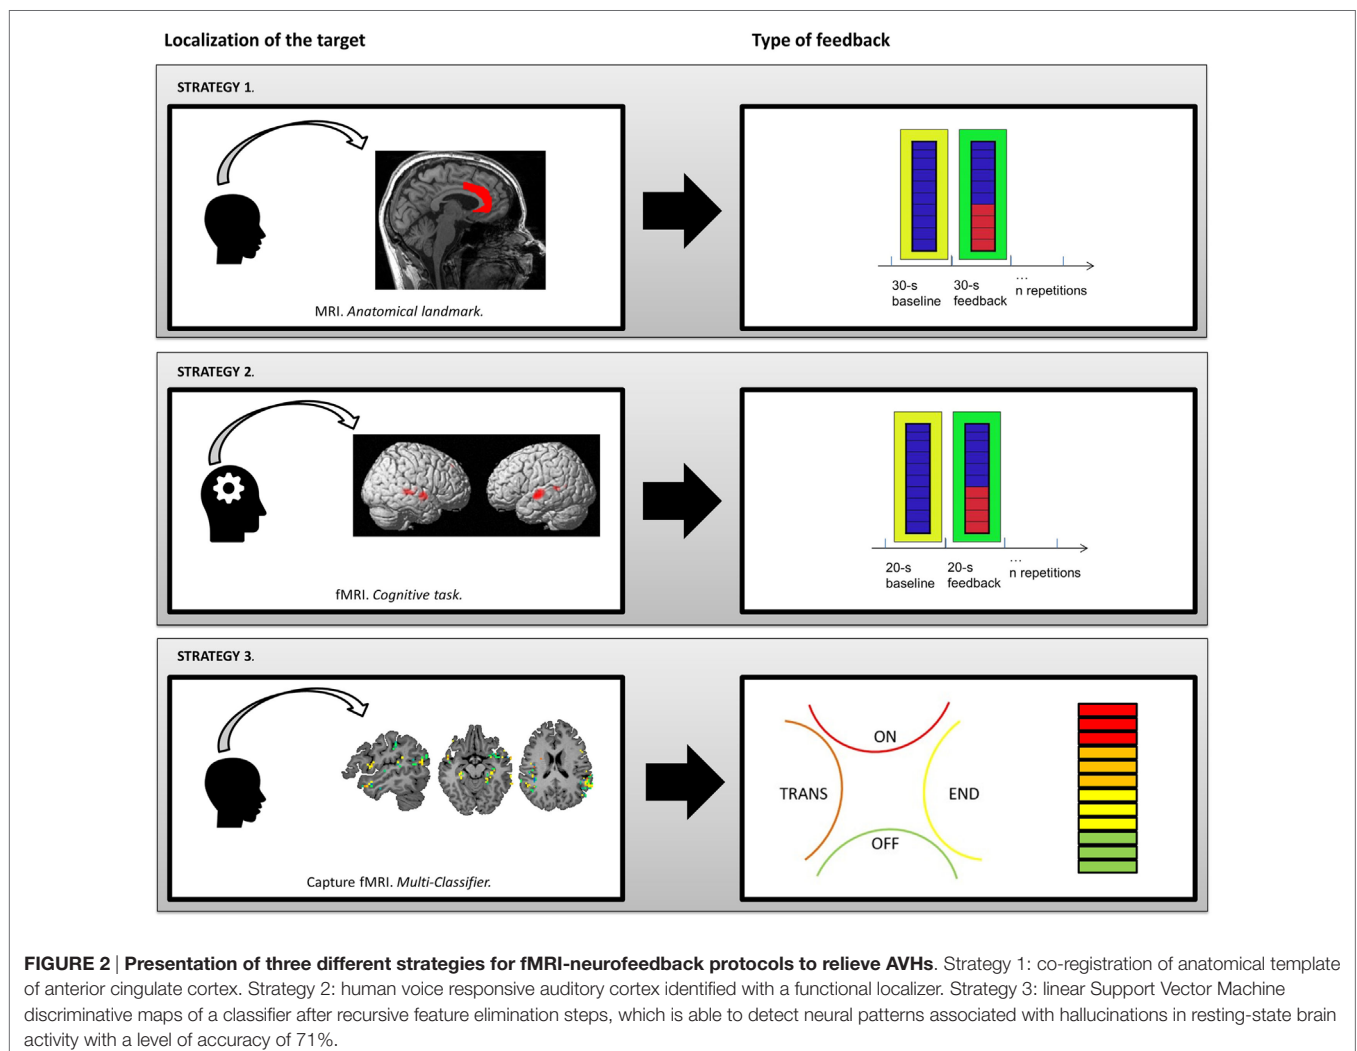 Localization of the target
Type of feedback
STRATEGY 1.
MRI. Anatomical landmark.
30-s
baseline
30-s
feedback
...
n repetitions
STRATEGY 2.
fMRI. Cognitive task.
20-s
baseline
20-s
feedback
...
n repetitions
STRATEGY 3.
Capture fMRI. Multi-Classifier.
ON
TRANS
END
OFF
FIGURE 2 | Presentation of three different strategies for fMRI-neurofeedback protocols to relieve AVHs. Strategy 1: co-registration of anatomical template
of anterior cingulate cortex. Strategy 2: human voice responsive auditory cortex identified with a functional localizer. Strategy 3: linear Support Vector Machine
discriminative maps of a classifier after recursive feature elimination steps, which is able to detect neural patterns associated with hallucinations in resting-state brain
activity with a level of accuracy of 71%.